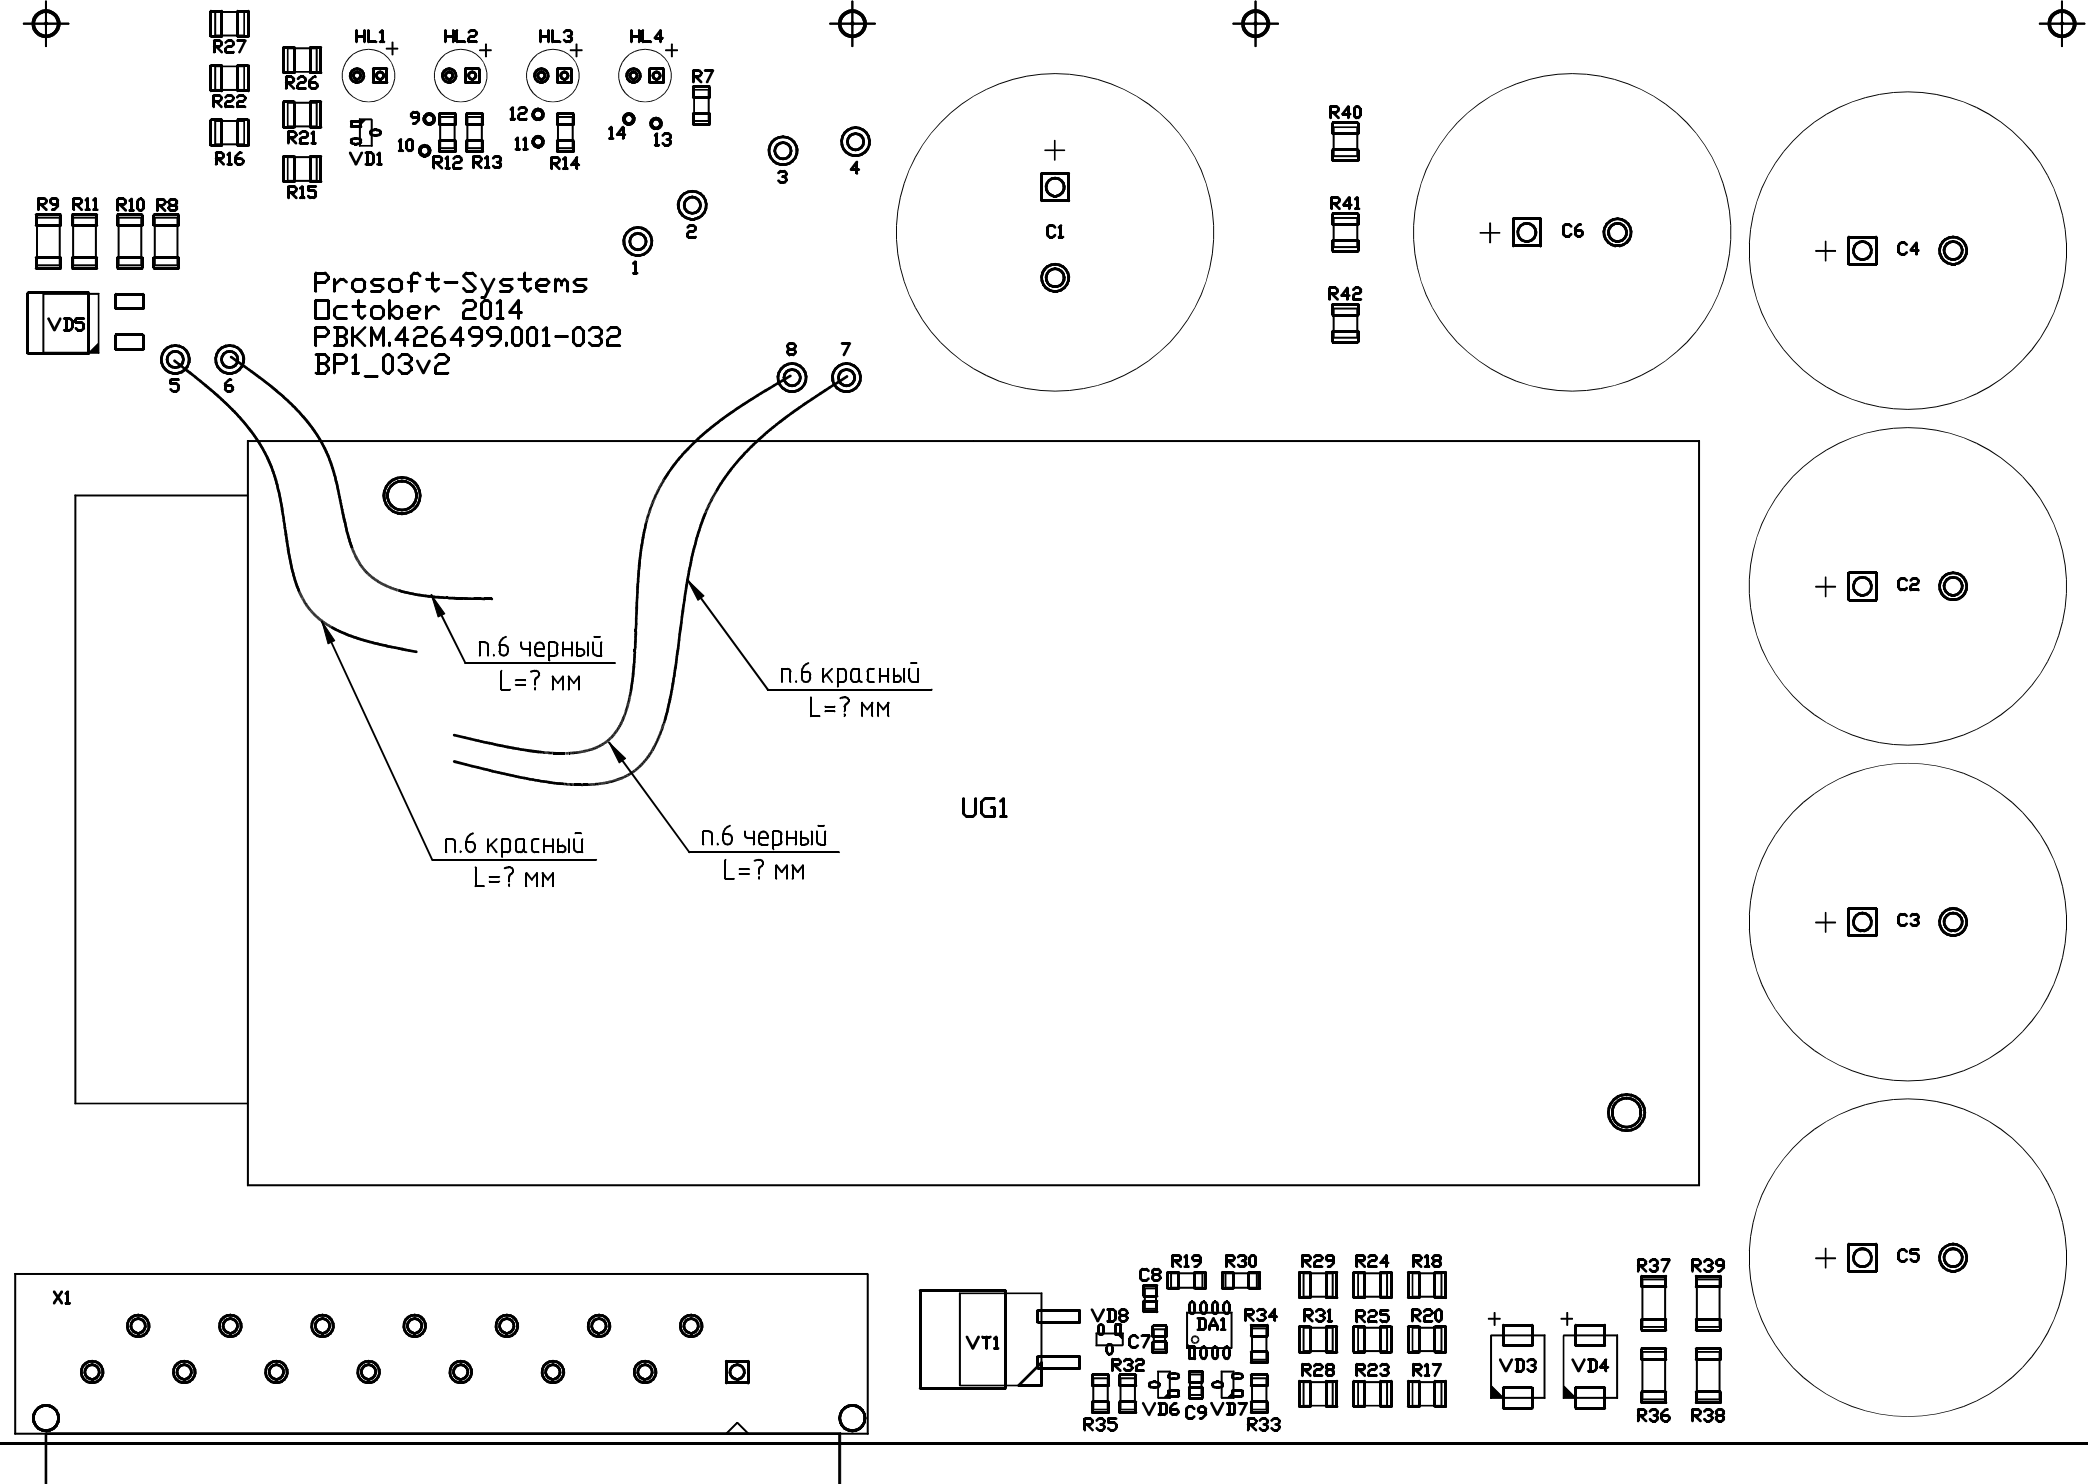 R27
HL1
HL2
HL3
HL4
R26
R7
R22
R21
R16
9
12
14
13
10
11
VD1
R12
R13
R14
R15
3
4
R40
R9
R11
R10
R8
2
1
C1
R41
C6
C4
Prosoft-Systems
October 2014
PBKM.426499.001-032
BP1_03v2
VD5
R42
5
6
8
7
C2
п.6 черный
L=? мм
п.6 красный
L=? мм
UG1
п.6 красный
L=? мм
п.6 черный
L=? мм
C3
C5
X1
R19
R30
R29
R24
R18
R37
R39
C8
VD8
DA1
R34
R31
R25
R20
VT1
C7
R32
R28
R23
R17
VD3
VD4
R35
VD6
C9
VD7
R33
R36
R38